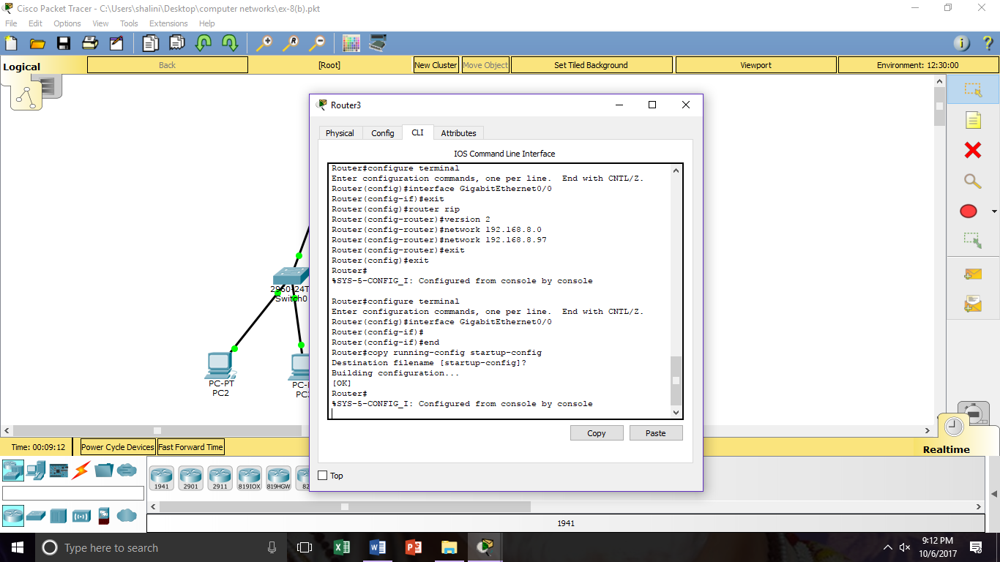 Cisco Packet Tracer - C:\Users\shalini\Desktop\computer networks\ex-8(b).pkt
File Edit Options View Tools Extensions Help
Logical Back [Root] New Cluster Move Object Set Tiled Background Viewport Environment: 12:30:00
Router3
Physical Config CLI Attributes
IOS Command Line Interface
Router#configure terminal
Enter configuration commands, one per line. End with CNTL/Z.
Router(config)#interface GigabitEthernet0/0
Router(config-if)#exit
Router(config)#router rip
Router(config-router)#version 2
Router(config-router)#network 192.168.8.0
Router(config-router)#network 192.168.8.97
Router(config-router)#exit
Router(config)#exit
Router#
%SYS-5-CONFIG_I: Configured from console by console
Router#configure terminal
Enter configuration commands, one per line. End with CNTL/Z.
Router(config)#interface GigabitEthernet0/0
Router(config-if)#
Router(config-if)#end
Router#copy running-config startup-config
Destination filename [startup-config]?
Building configuration...
[OK]
Router#
%SYS-5-CONFIG_I: Configured from console by console
Copy Paste
Top
2960-24T
Switch0
PC-PT
PC2
PC-
PC
Time: 00:09:12 Power Cycle Devices Fast Forward Time Realtime
1941 2901 2911 819IOX 819HGW 82
1941
Type here to search
9:12 PM
10/6/2017